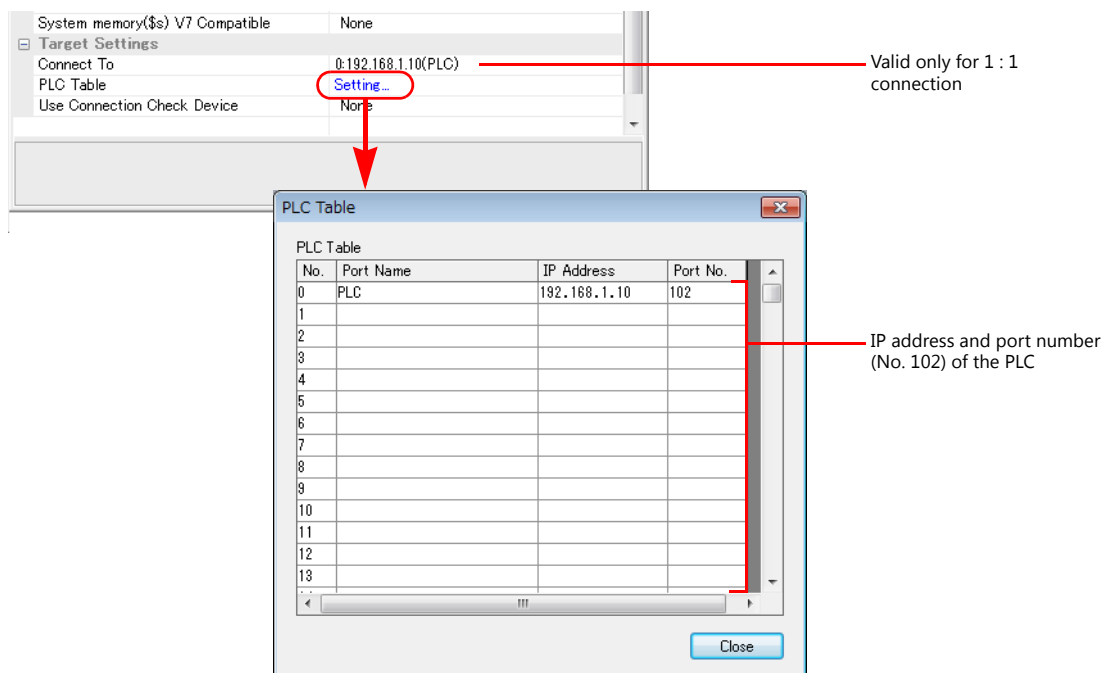 System memory($s) V7 Compatible None
Target Settings
Connect To 0:192.168.1.10(PLC)
PLC Table Setting...
Use Connection Check Device None
Valid only for 1 : 1
connection
PLC Table
PLC Table
No. Port Name IP Address Port No.
0 PLC 192.168.1.10 102
1
2
3
4
5
6
7
8
9
10
11
12
13
IP address and port number
(No. 102) of the PLC
Close